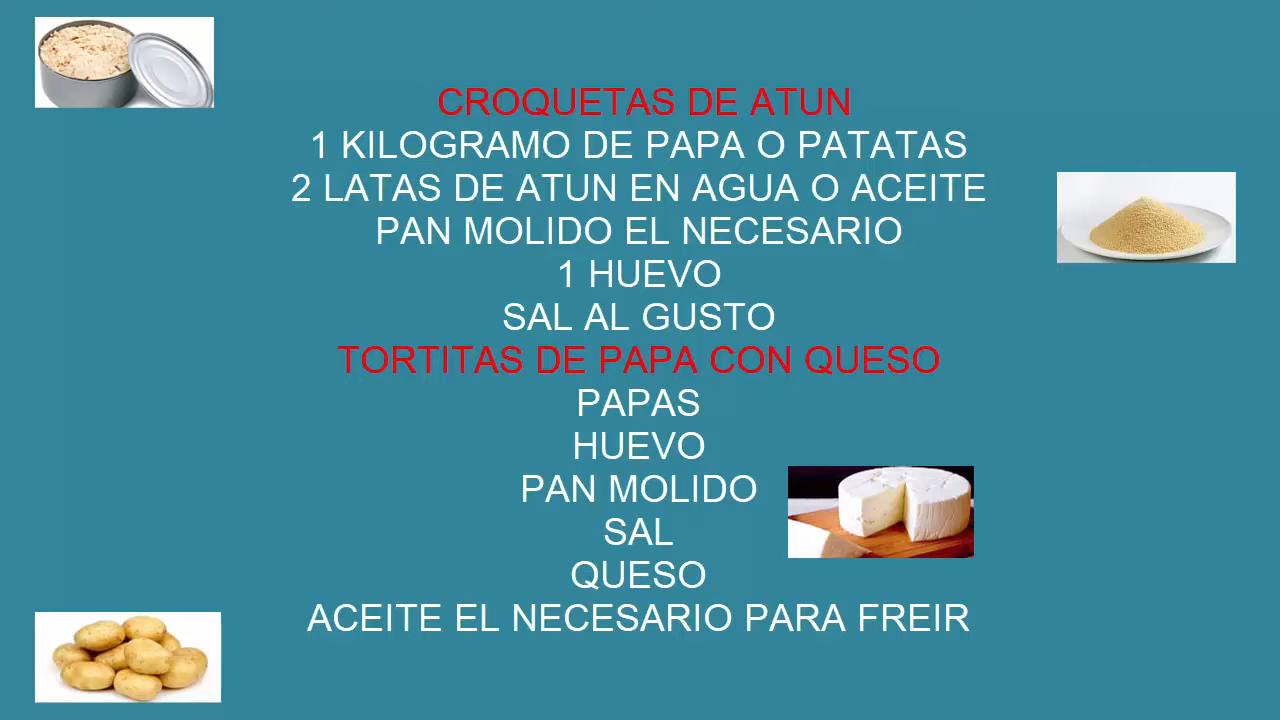 CROQUETAS DE ATUN
1 KILOGRAMO DE PAPA O PATATAS
2 LATAS DE ATUN EN AGUA O ACEITE
PAN MOLIDO EL NECESARIO
1 HUEVO
SAL AL GUSTO
TORTITAS DE PAPA CON QUESO
PAPAS
HUEVO
PAN MOLIDO
SAL
QUESO
ACEITE EL NECESARIO PARA FREIR